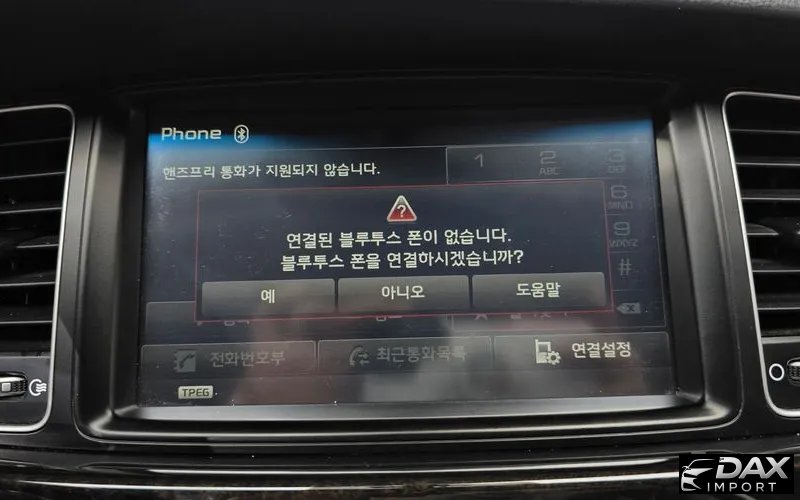 Phone
핸즈프리 통화가 지원되지 않습니다.
1 2 3
ABC DEF
연결된 블루투스 폰이 없습니다.
블루투스 폰을 연결하시겠습니까?
6
MNO
9
WXYZ
#
예 아니오 도움말
전화번호부 최근통화목록 연결설정
TPEG
DAX
IMPORT